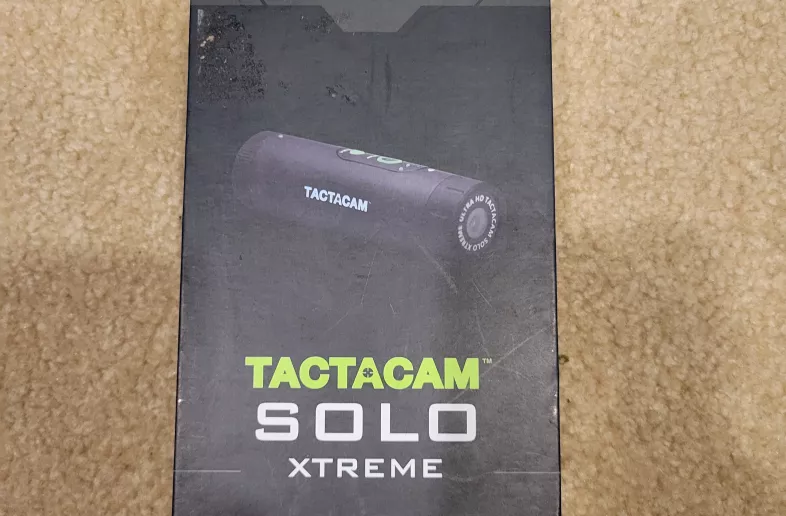 TACTACAM
ULTRA HD TACTACAM SOLO XTREME
TACTACAM™
SOLO
XTREME